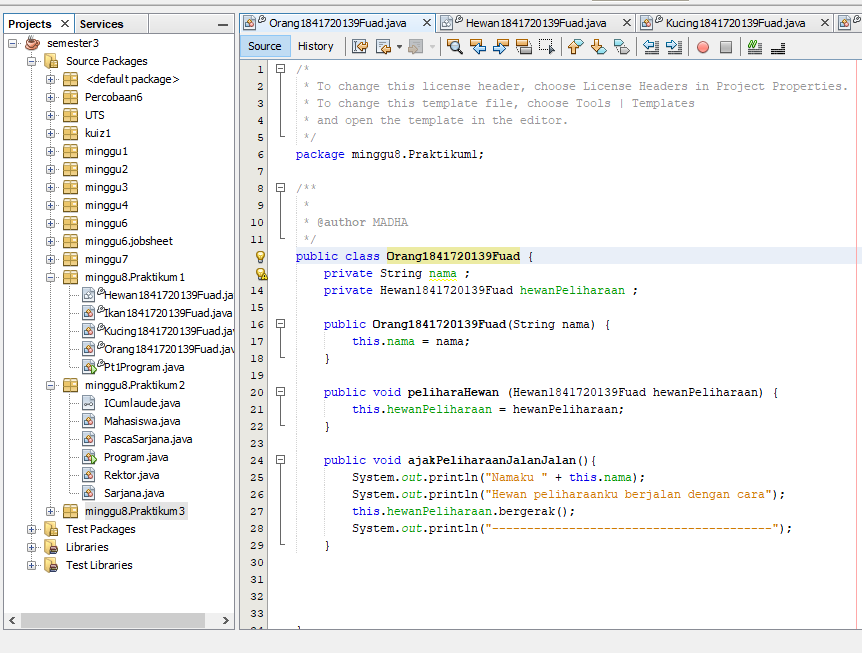 Projects × Services
semester3
Source Packages
<default package>
Percobaan6
UTS
kuiz1
minggu1
minggu2
minggu3
minggu4
minggu6
minggu6.jobsheet
minggu7
minggu8.Praktikum1
Hewan1841720139Fuad.ja
Ikan1841720139Fuad.java
Kucing1841720139Fuad.jav
Orang1841720139Fuad.jav
Pt1Program.java
minggu8.Praktikum2
ICumlaude.java
Mahasiswa.java
PascaSarjana.java
Program.java
Rektor.java
Sarjana.java
minggu8.Praktikum3
Test Packages
Libraries
Test Libraries
Orang1841720139Fuad.java × Hewan1841720139Fuad.java × Kucing1841720139Fuad.java ×
Source History
1 /*
2 * To change this license header, choose License Headers in Project Properties.
3 * To change this template file, choose Tools | Templates
4 * and open the template in the editor.
5 */
6 package minggu8.Praktikum1;
7
8 /**
9 *
10 * @author MADHA
11 */
public class Orang1841720139Fuad {
private String nama ;
14 private Hewan1841720139Fuad hewanPeliharaan ;
15
16 public Orang1841720139Fuad(String nama) {
17 this.nama = nama;
18 }
19
20 public void peliharaHewan (Hewan1841720139Fuad hewanPeliharaan) {
21 this.hewanPeliharaan = hewanPeliharaan;
22 }
23
24 public void ajakPeliharaanJalanJalan(){
25 System.out.println("Namaku " + this.nama);
26 System.out.println("Hewan peliharaanku berjalan dengan cara");
27 this.hewanPeliharaan.bergerak();
28 System.out.println("----------------------------------------");
29 }
30
31
32
33